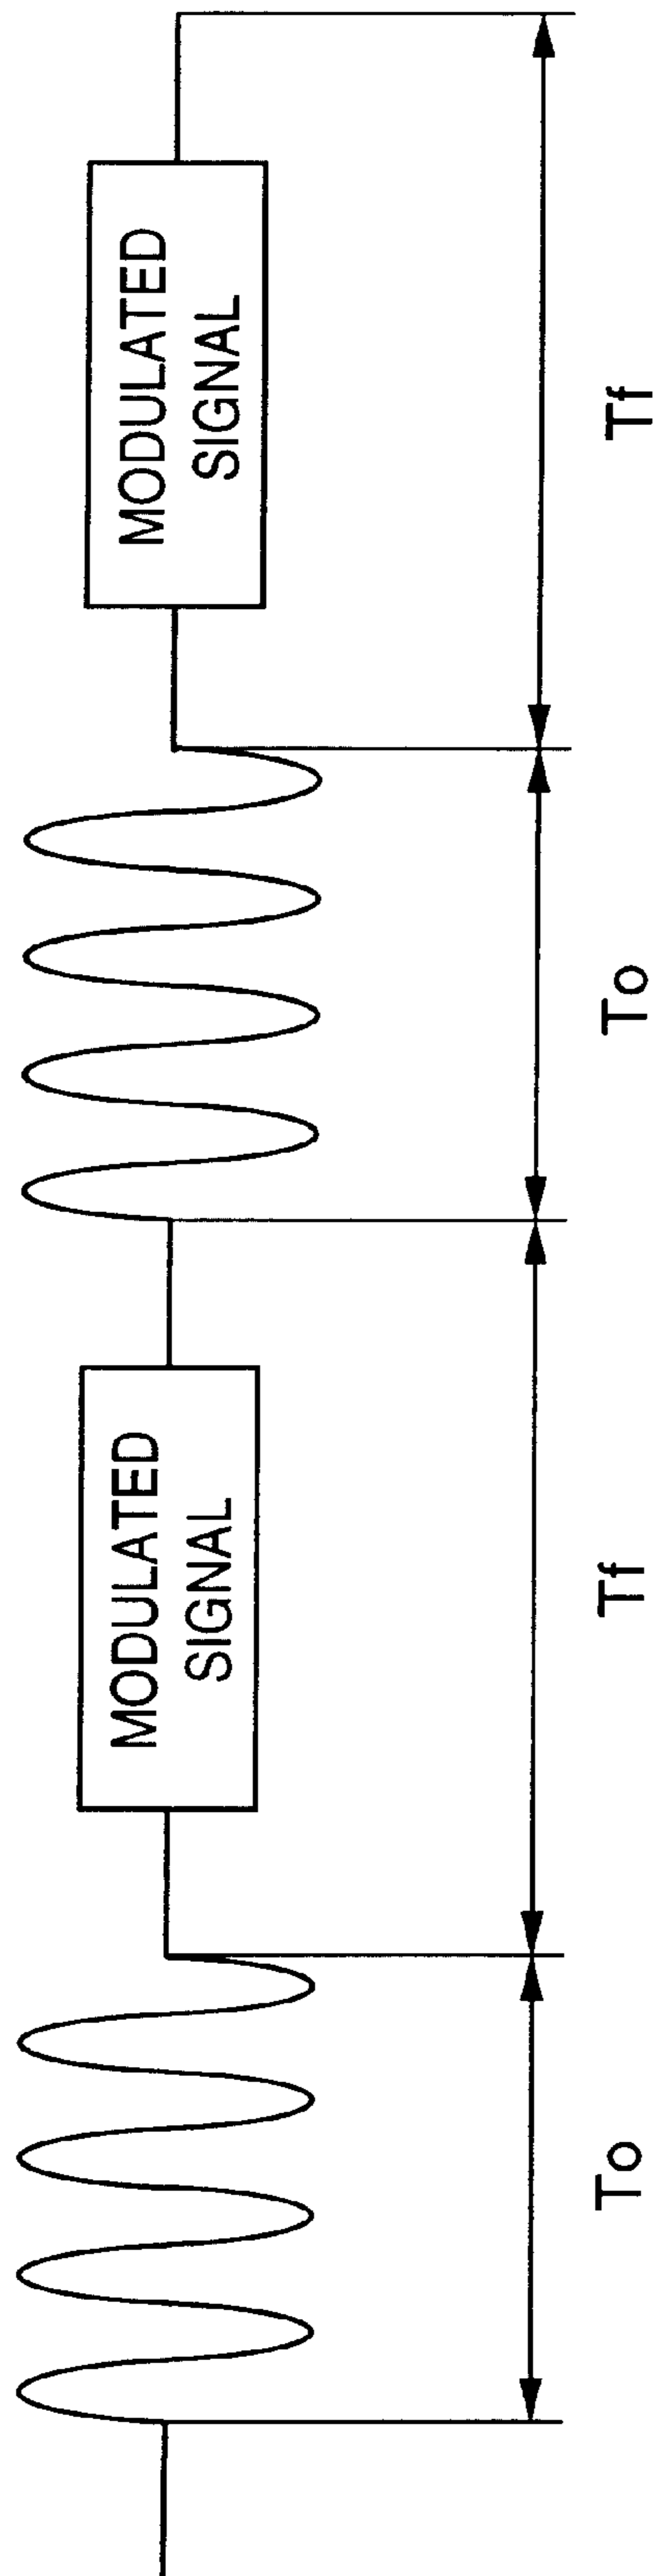 MODULATED
SIGNAL
MODULATED
SIGNAL
To
Tf
To
Tf